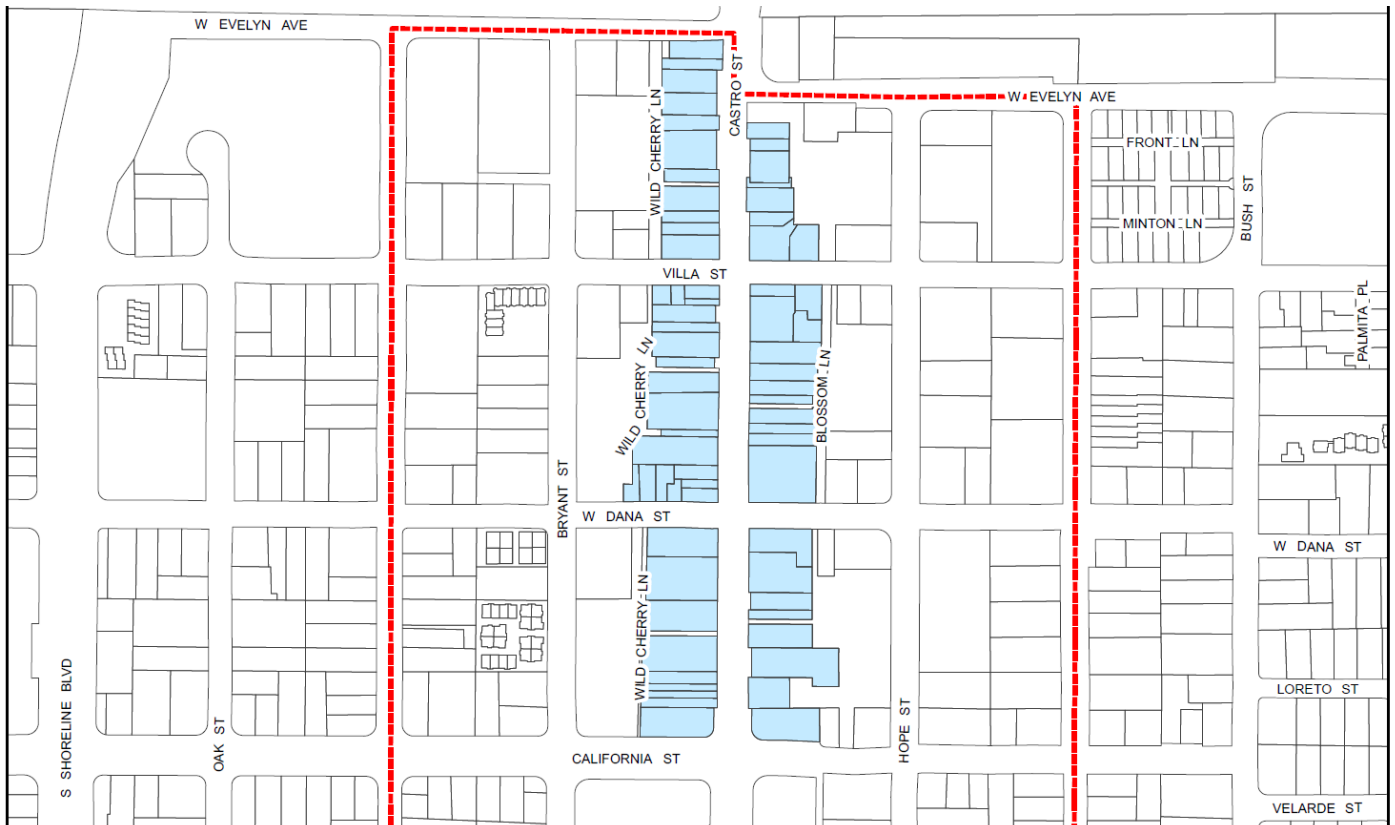 W EVELYN AVE
CASTRO ST
W EVELYN AVE
WILD CHERRY LN
FRONT LN
MINTON LN
BUSH ST
VILLA ST
PALMITA PL
WILD CHERRY LN
BLOSSOM LN
BRYANT ST
W DANA ST
W DANA ST
WILD CHERRY LN
S SHORELINE BLVD
OAK ST
HOPE ST
LORETO ST
CALIFORNIA ST
VELARDE ST